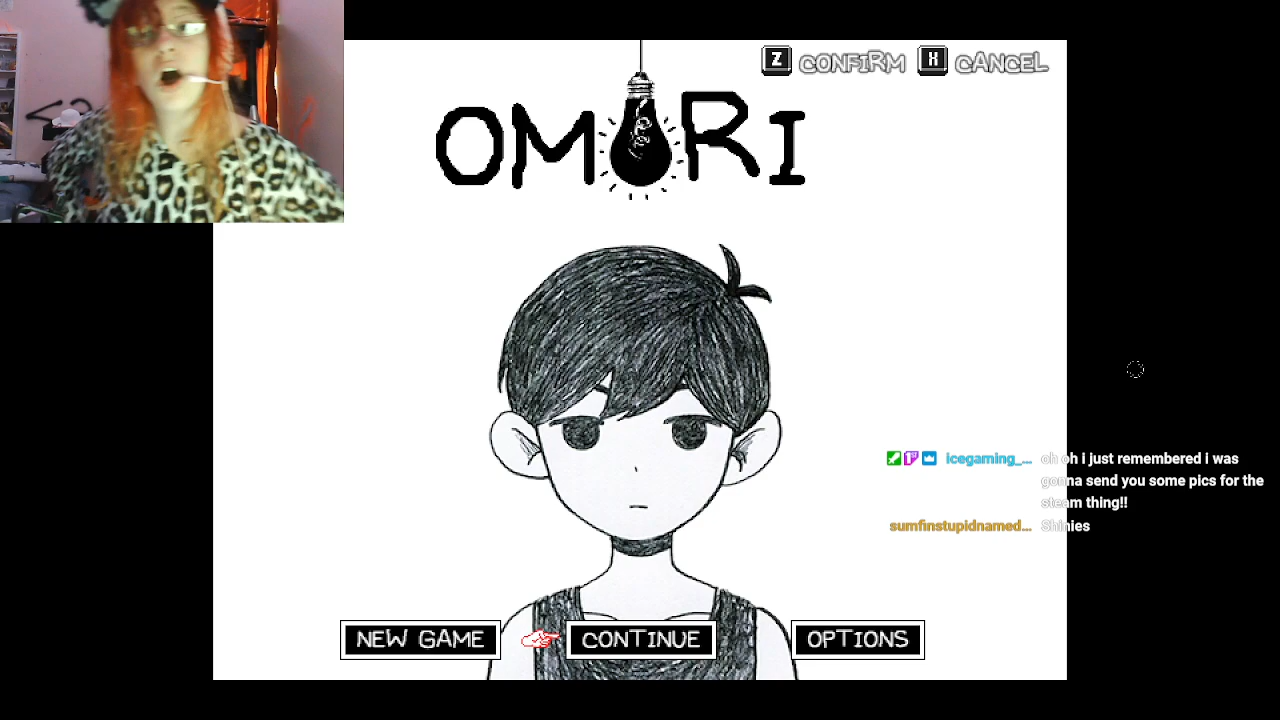 Z CONFIRM X CANCEL
OMORI
icegaming_... oh oh i just remembered i was
gonna send you some pics for the
steam thing!!
sumfinstupidnamed... Shinies
NEW GAME CONTINUE OPTIONS